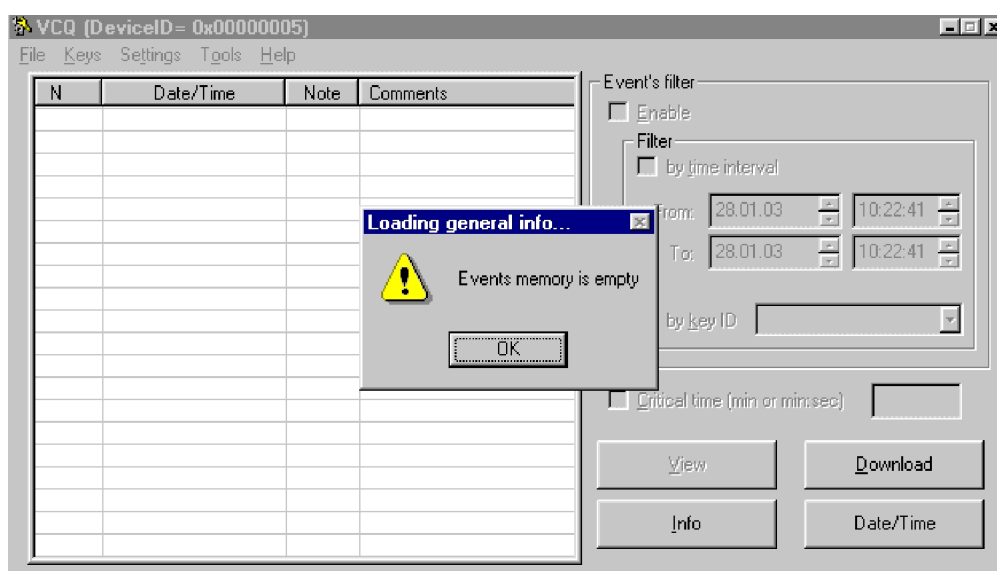 VCQ (DeviceID= 0x00000005)
File Keys Settings Tools Help
N Date/Time Note Comments
Event's filter
Enable
Filter
by time interval
From: 28.01.03 10:22:41
To: 28.01.03 10:22:41
by key ID
Loading general info...
Events memory is empty
OK
Critical time (min or min:sec)
View Download
Info Date/Time